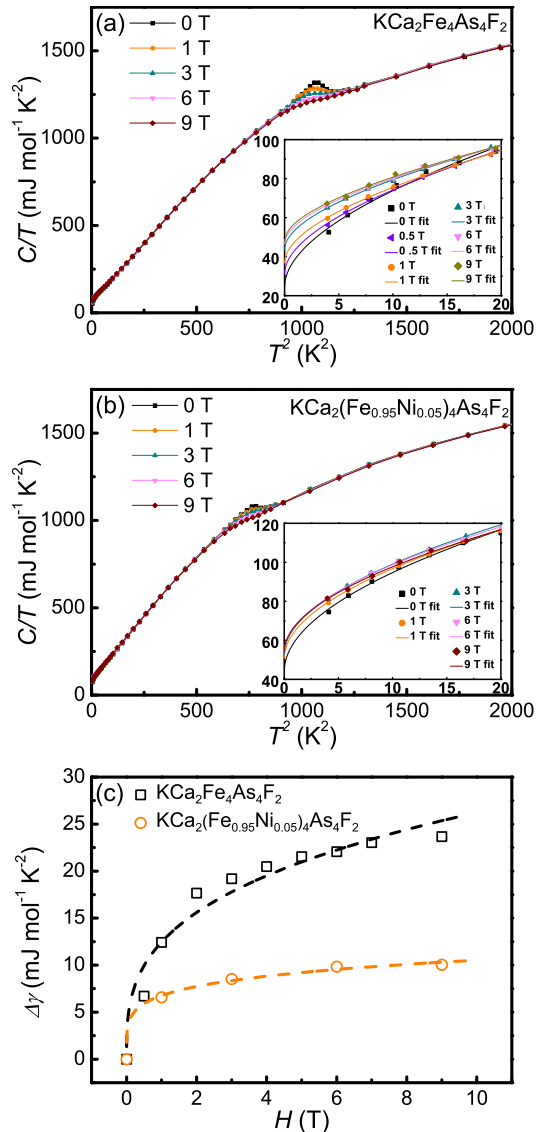 (a)
KCa2Fe4As4F2
0 T
1 T
3 T
6 T
9 T
1500
1250
1000
750
500
250
0
C/T (mJ mol⁻¹ K⁻²)
100
80
60
40
20
0 T
0 T fit
0.5 T
0 .5 T fit
1 T
1 T fit
3 T
3 T fit
6 T
6 T fit
9 T
9 T fit
0 5 10 15 20
0 500 1000 1500 2000
T² (K²)
(b)
KCa2(Fe0.95Ni0.05)4As4F2
0 T
1 T
3 T
6 T
9 T
1500
1000
500
0
C/T (mJ mol⁻¹ K⁻²)
120
100
80
60
40
0 T
0 T fit
1 T
1 T fit
3 T
3 T fit
6 T
6 T fit
9 T
9 T fit
0 5 10 15 20
0 500 1000 1500 2000
T² (K²)
(c)
KCa2Fe4As4F2
KCa2(Fe0.95Ni0.05)4As4F2
30
25
20
15
10
5
0
Δγ (mJ mol⁻¹ K⁻²)
0 2 4 6 8 10
H (T)